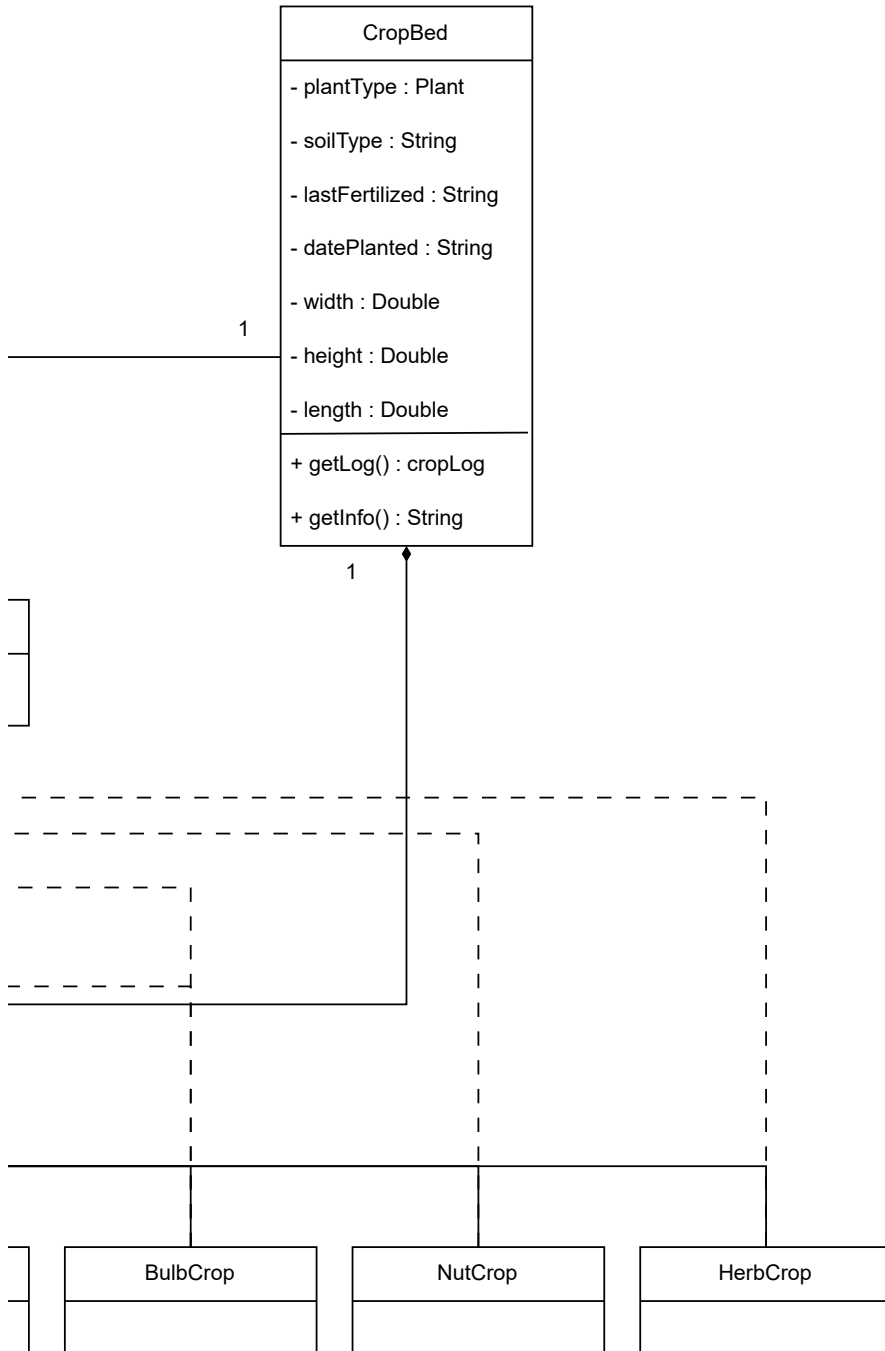 CropBed
- plantType : Plant
- soilType : String
- lastFertilized : String
- datePlanted : String
- width : Double
1
- height : Double
- length : Double
+ getLog() : cropLog
+ getInfo() : String
1
BulbCrop
NutCrop
HerbCrop